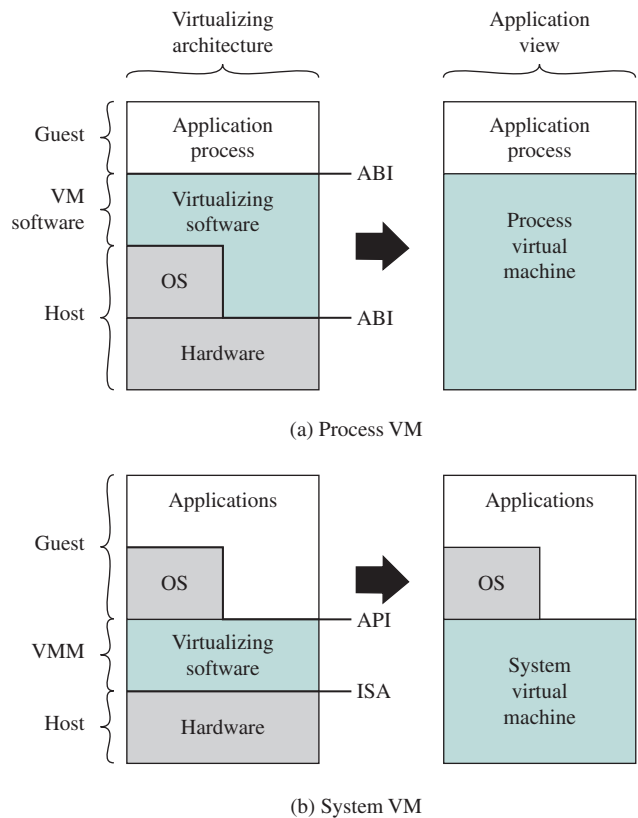 Virtualizing
architecture
Application
view
Guest
Application
process
ABI
Application
process
VM
software
Virtualizing
software
Process
virtual
machine
OS
Host
ABI
Hardware
(a) Process VM
Applications
Applications
Guest
OS
OS
API
VMM
Virtualizing
software
System
virtual
machine
ISA
Host
Hardware
(b) System VM